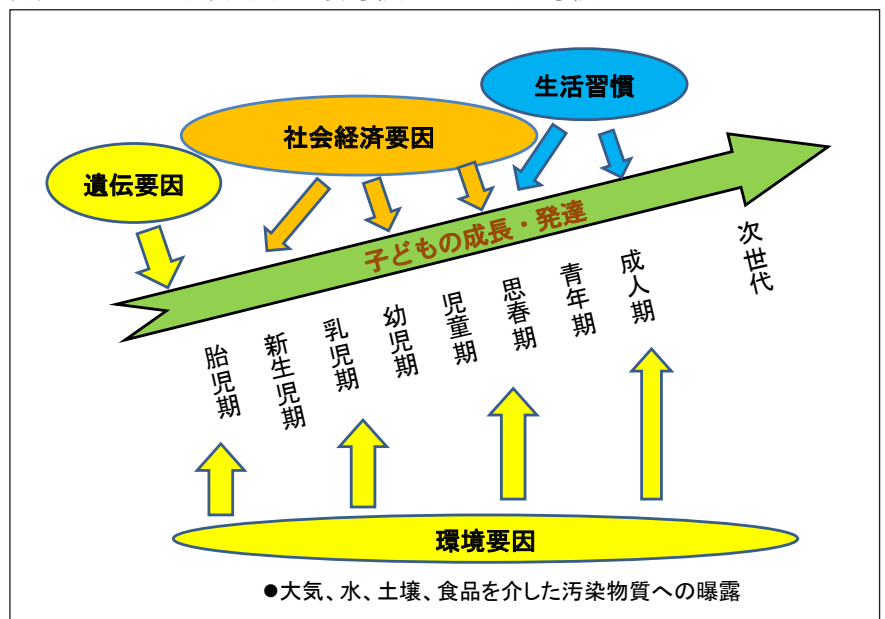 生活習慣
社会経済要因
遺伝要因
子どもの成長・発達
胎児期
新生児期
乳児期
幼児期
児童期
思春期
青年期
成人期
次世代
環境要因
●大気、水、土壌、食品を介した汚染物質への曝露